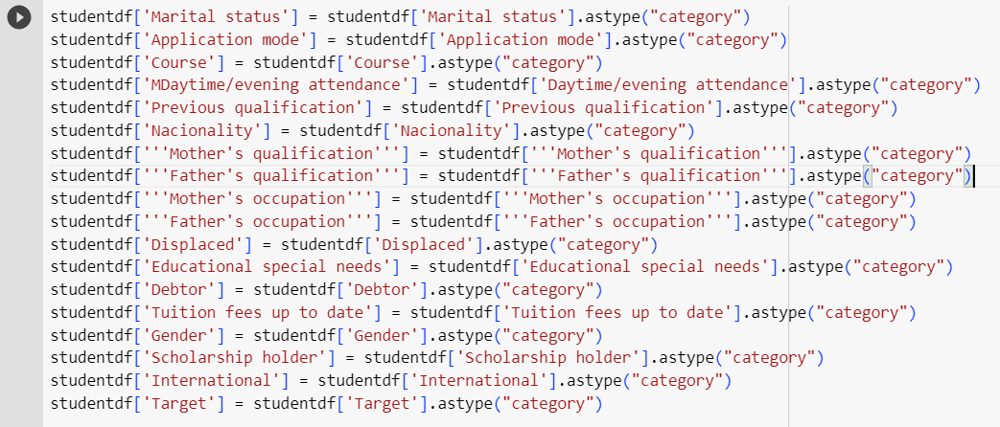 studentdf['Marital status'] = studentdf['Marital status'].astype("category")
studentdf['Application mode'] = studentdf['Application mode'].astype("category")
studentdf['Course'] = studentdf['Course'].astype("category")
studentdf['MDaytime/evening attendance'] = studentdf['Daytime/evening attendance'].astype("category")
studentdf['Previous qualification'] = studentdf['Previous qualification'].astype("category")
studentdf['Nacionality'] = studentdf['Nacionality'].astype("category")
studentdf['''Mother's qualification'''] = studentdf['''Mother's qualification'''].astype("category")
studentdf['''Father's qualification'''] = studentdf['''Father's qualification'''].astype("category")
studentdf['''Mother's occupation'''] = studentdf['''Mother's occupation'''].astype("category")
studentdf['''Father's occupation'''] = studentdf['''Father's occupation'''].astype("category")
studentdf['Displaced'] = studentdf['Displaced'].astype("category")
studentdf['Educational special needs'] = studentdf['Educational special needs'].astype("category")
studentdf['Debtor'] = studentdf['Debtor'].astype("category")
studentdf['Tuition fees up to date'] = studentdf['Tuition fees up to date'].astype("category")
studentdf['Gender'] = studentdf['Gender'].astype("category")
studentdf['Scholarship holder'] = studentdf['Scholarship holder'].astype("category")
studentdf['International'] = studentdf['International'].astype("category")
studentdf['Target'] = studentdf['Target'].astype("category")